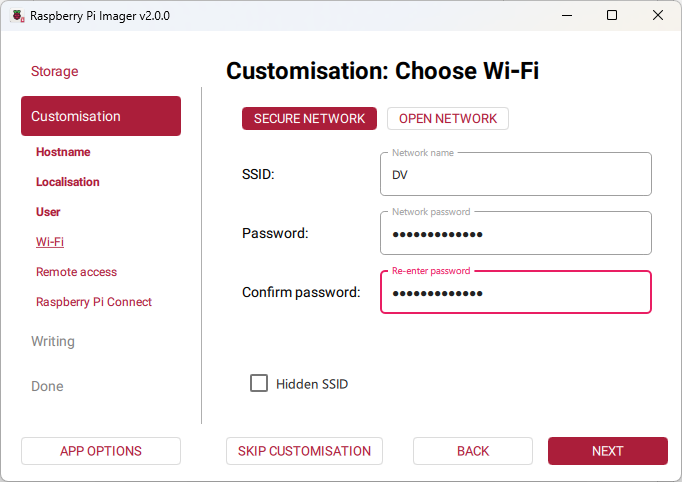 Raspberry Pi Imager v2.0.0
Storage
Customisation
Hostname
Localisation
User
Wi-Fi
Remote access
Raspberry Pi Connect
Writing
Done
Customisation: Choose Wi-Fi
SECURE NETWORK OPEN NETWORK
Network name
SSID: DV
Network password
Password: •••••••••••••
Re-enter password
Confirm password: •••••••••••••
Hidden SSID
APP OPTIONS SKIP CUSTOMISATION BACK NEXT